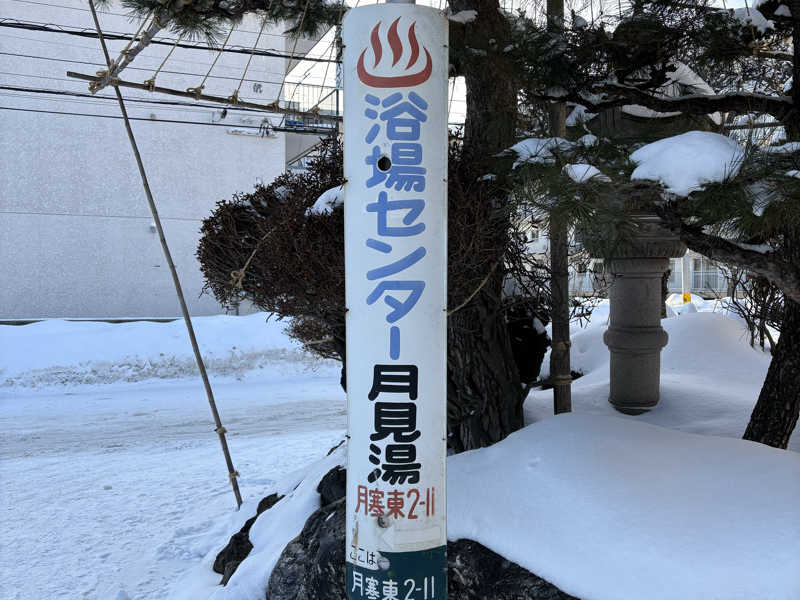 浴場センター
月見湯
月寒東2-11
ここは
月寒東2-11